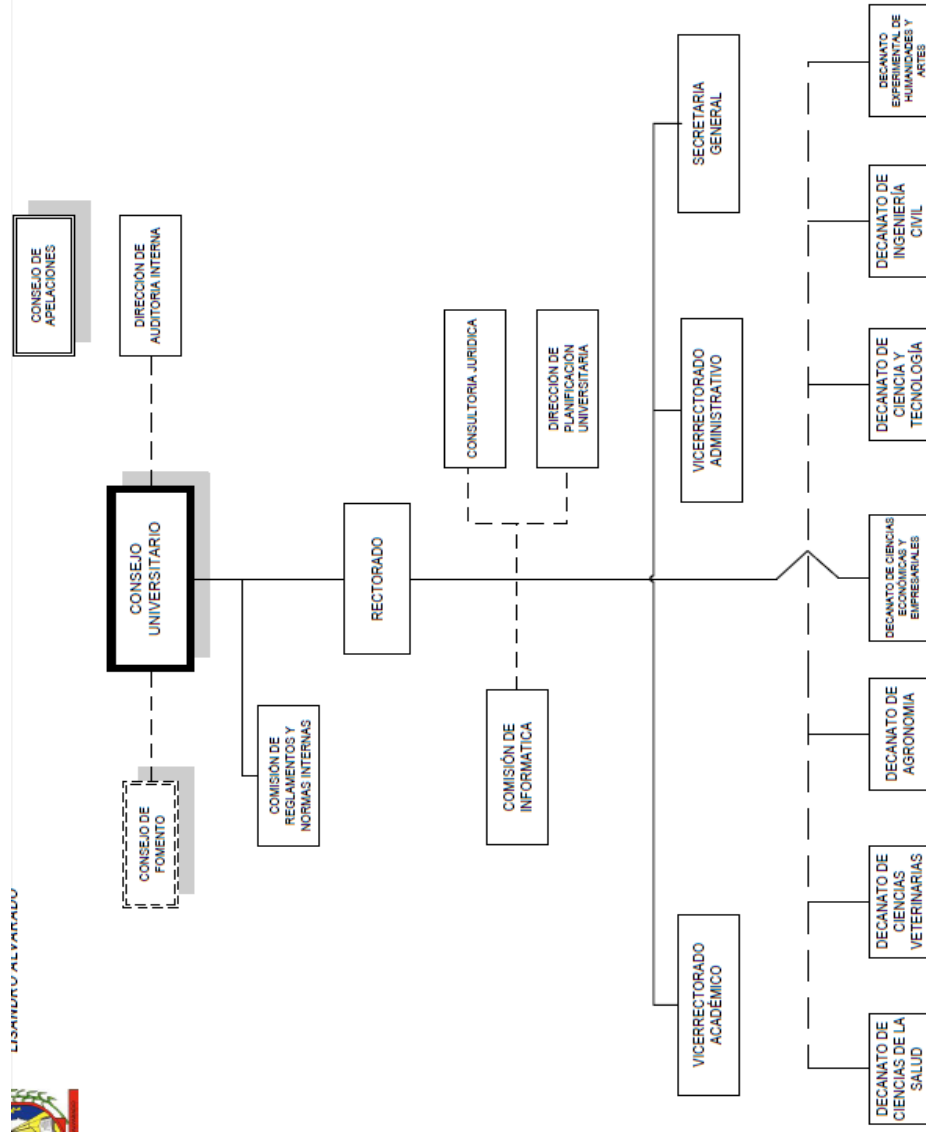 LISANDRO ALVARADO
CONSEJO DE
APELACIONES
CONSEJO DE
FOMENTO
CONSEJO
UNIVERSITARIO
DIRECCION DE
AUDITORIA INTERNA
COMISIÓN DE
REGLAMENTOS Y
NORMAS INTERNAS
RECTORADO
COMISIÓN DE
INFORMATICA
CONSULTORIA JURIDICA
DIRECCION DE
PLANIFICACIÓN
UNIVERSITARIA
VICERRECTORADO
ACADÉMICO
VICERRECTORADO
ADMINISTRATIVO
SECRETARIA
GENERAL
DECANATO DE
CIENCIAS DE LA
SALUD
DECANATO DE
CIENCIAS
VETERINARIAS
DECANATO DE
AGRONOMIA
DECANATO DE CIENCIAS
ECONÓMICAS Y
EMPRESARIALES
DECANATO DE
CIENCIA Y
TECNOLOGÍA
DECANATO DE
INGENIERÍA
CIVIL
DECANATO
EXPERIMENTAL DE
HUMANIDADES Y
ARTES